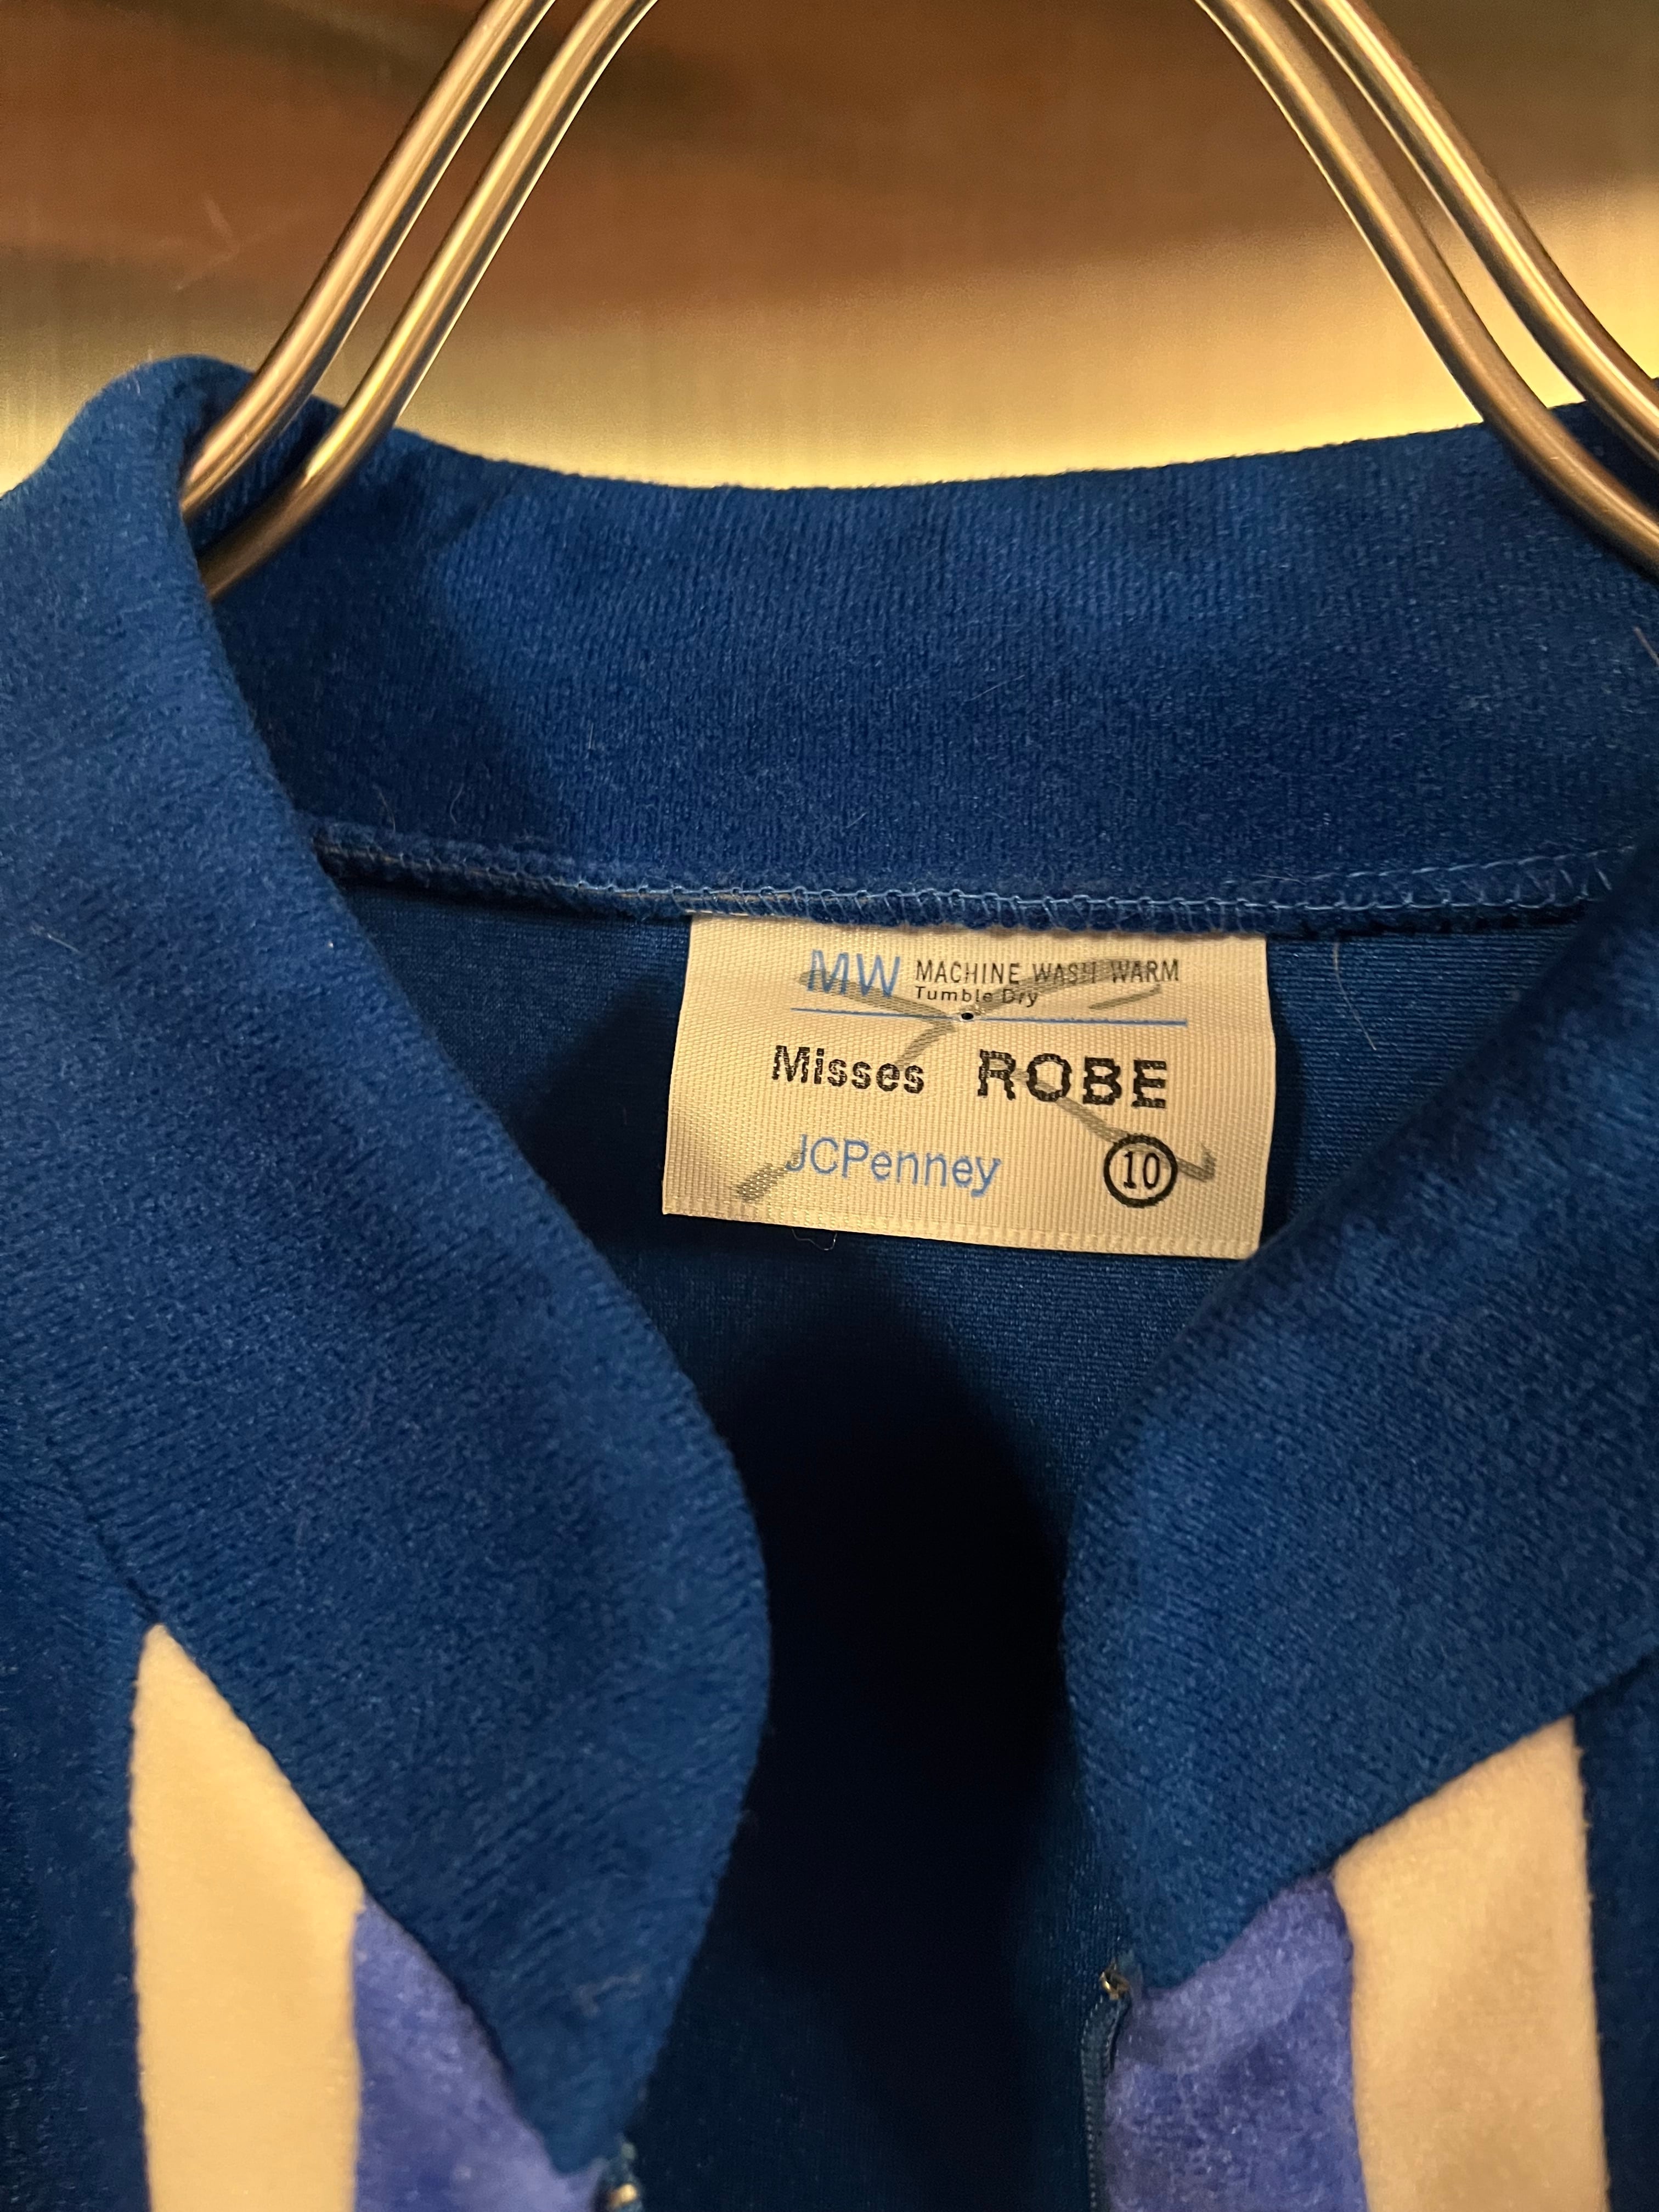 MW MACHINE WASH WARM
Tumble Dry
Misses ROBE
JCPenney 10